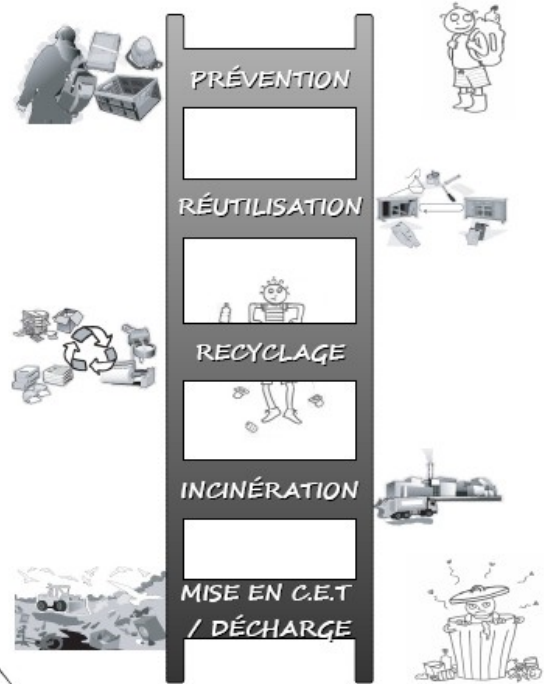 PRÉVENTION
RÉUTILISATION
RECYCLAGE
INCINÉRATION
MISE EN C.E.T
/ DÉCHARGE